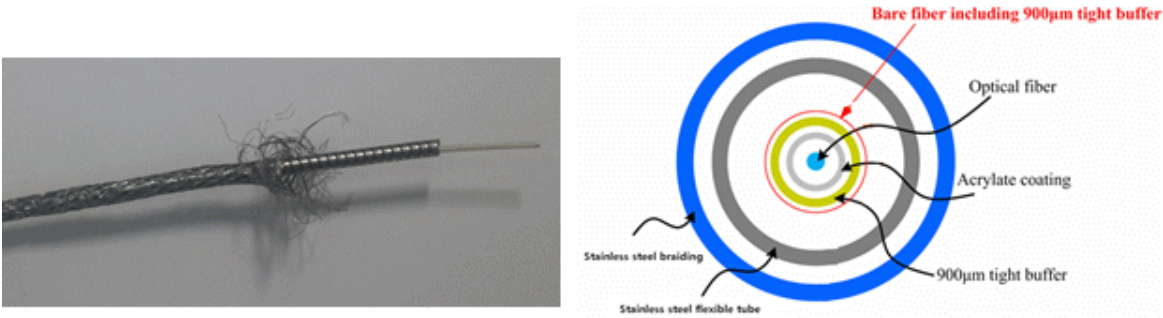 Bare fiber including 900μm tight buffer
Optical fiber
Acrylate coating
Stainless steel braiding
900μm tight buffer
Stainless steel flexible tube